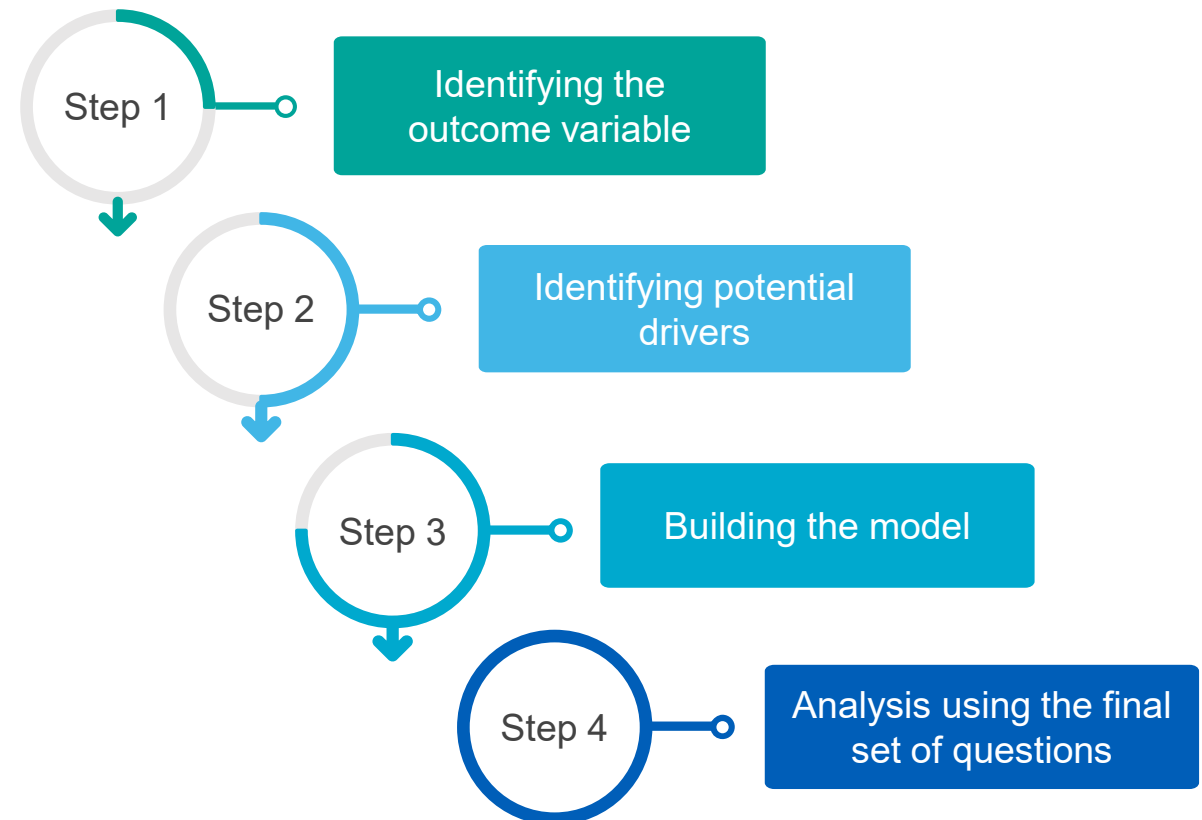 Step 1
Identifying the
outcome variable
Step 2
Identifying potential
drivers
Step 3
Building the model
Step 4
Analysis using the final
set of questions